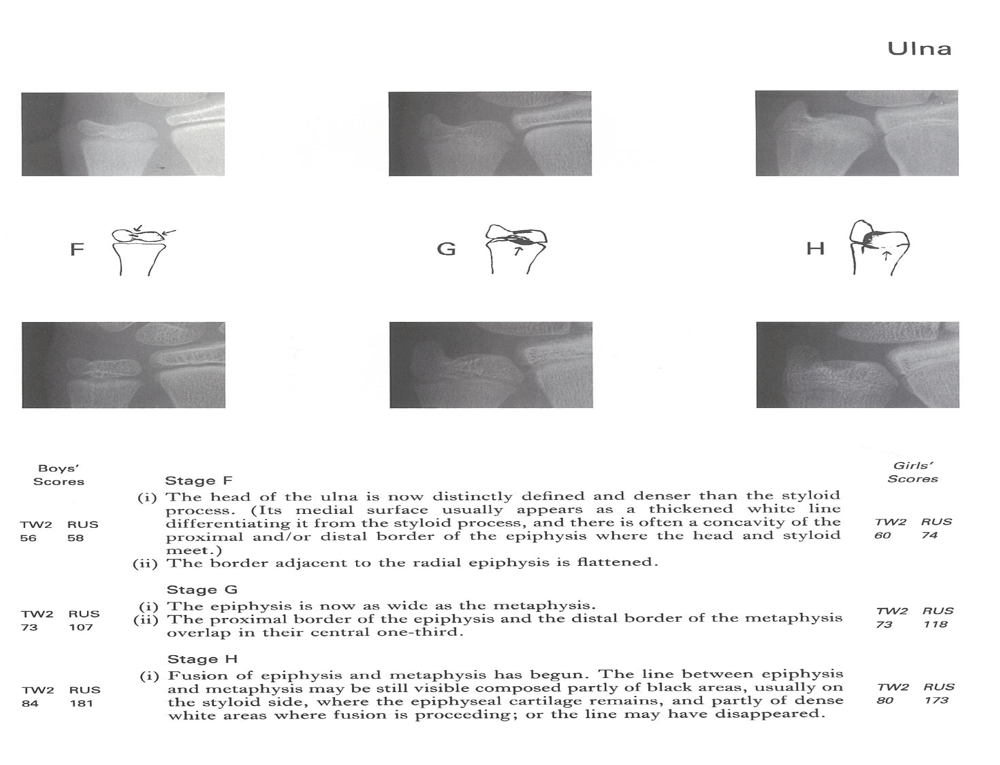 Ulna
F
G
H
Boys' Scores
Girls' Scores
Stage F
(i) The head of the ulna is now distinctly defined and denser than the styloid
process. (Its medial surface usually appears as a thickened white line
differentiating it from the styloid process, and there is often a concavity of the
proximal and/or distal border of the epiphysis where the head and styloid
meet.)
(ii) The border adjacent to the radial epiphysis is flattened.
TW2 RUS
56 58
TW2 RUS
60 74
Stage G
(i) The epiphysis is now as wide as the metaphysis.
(ii) The proximal border of the epiphysis and the distal border of the metaphysis
overlap in their central one-third.
TW2 RUS
73 107
TW2 RUS
73 118
Stage H
(i) Fusion of epiphysis and metaphysis has begun. The line between epiphysis
and metaphysis may be still visible composed partly of black areas, usually on
the styloid side, where the epiphyseal cartilage remains, and partly of dense
white areas where fusion is proceeding; or the line may have disappeared.
TW2 RUS
84 181
TW2 RUS
80 173